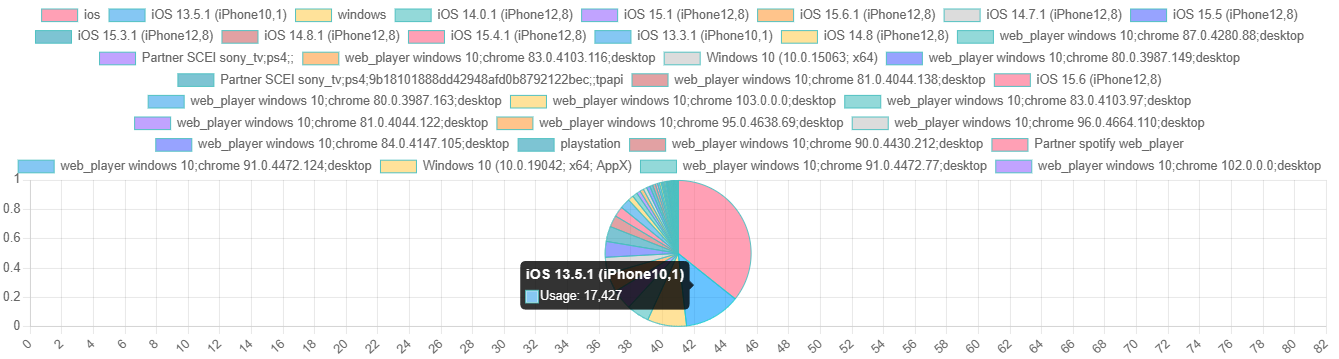 ios iOS 13.5.1 (iPhone10,1) windows iOS 14.0.1 (iPhone12,8) iOS 15.1 (iPhone12,8) iOS 15.6.1 (iPhone12,8) iOS 14.7.1 (iPhone12,8) iOS 15.5 (iPhone12,8)
iOS 15.3.1 (iPhone12,8) iOS 14.8.1 (iPhone12,8) iOS 15.4.1 (iPhone12,8) iOS 13.3.1 (iPhone10,1) iOS 14.8 (iPhone12,8) web_player windows 10;chrome 87.0.4280.88;desktop
Partner SCEI sony_tv;ps4;; web_player windows 10;chrome 83.0.4103.116;desktop Windows 10 (10.0.15063; x64) web_player windows 10;chrome 80.0.3987.149;desktop
Partner SCEI sony_tv;ps4;9b18101888dd42948afd0b8792122bec;;tpapi web_player windows 10;chrome 81.0.4044.138;desktop iOS 15.6 (iPhone12,8)
web_player windows 10;chrome 80.0.3987.163;desktop web_player windows 10;chrome 103.0.0.0;desktop web_player windows 10;chrome 83.0.4103.97;desktop
web_player windows 10;chrome 81.0.4044.122;desktop web_player windows 10;chrome 95.0.4638.69;desktop web_player windows 10;chrome 96.0.4664.110;desktop
web_player windows 10;chrome 84.0.4147.105;desktop playstation web_player windows 10;chrome 90.0.4430.212;desktop Partner spotify web_player
web_player windows 10;chrome 91.0.4472.124;desktop Windows 10 (10.0.19042; x64; AppX) web_player windows 10;chrome 91.0.4472.77;desktop web_player windows 10;chrome 102.0.0.0;desktop
1
0.8
0.6
0.4
0.2
0
iOS 13.5.1 (iPhone10,1)
Usage: 17,427
0 2 4 6 8 10 12 14 16 18 20 22 24 26 28 30 32 34 36 38 40 42 44 46 48 50 52 54 56 58 60 62 64 66 68 70 72 74 76 78 80 82